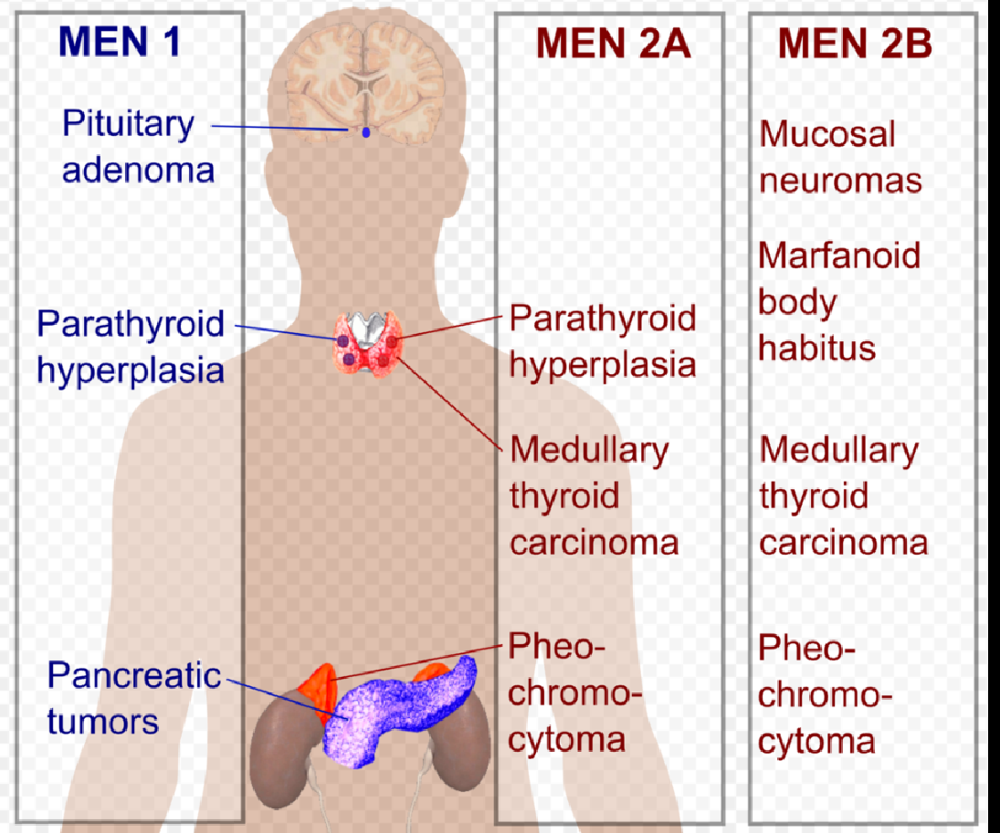 MEN 1
Pituitary
adenoma
Parathyroid
hyperplasia
Pancreatic
tumors
MEN 2A
Parathyroid
hyperplasia
Medullary
thyroid
carcinoma
Pheo-
chromo-
cytoma
MEN 2B
Mucosal
neuromas
Marfanoid
body
habitus
Medullary
thyroid
carcinoma
Pheo-
chromo-
cytoma